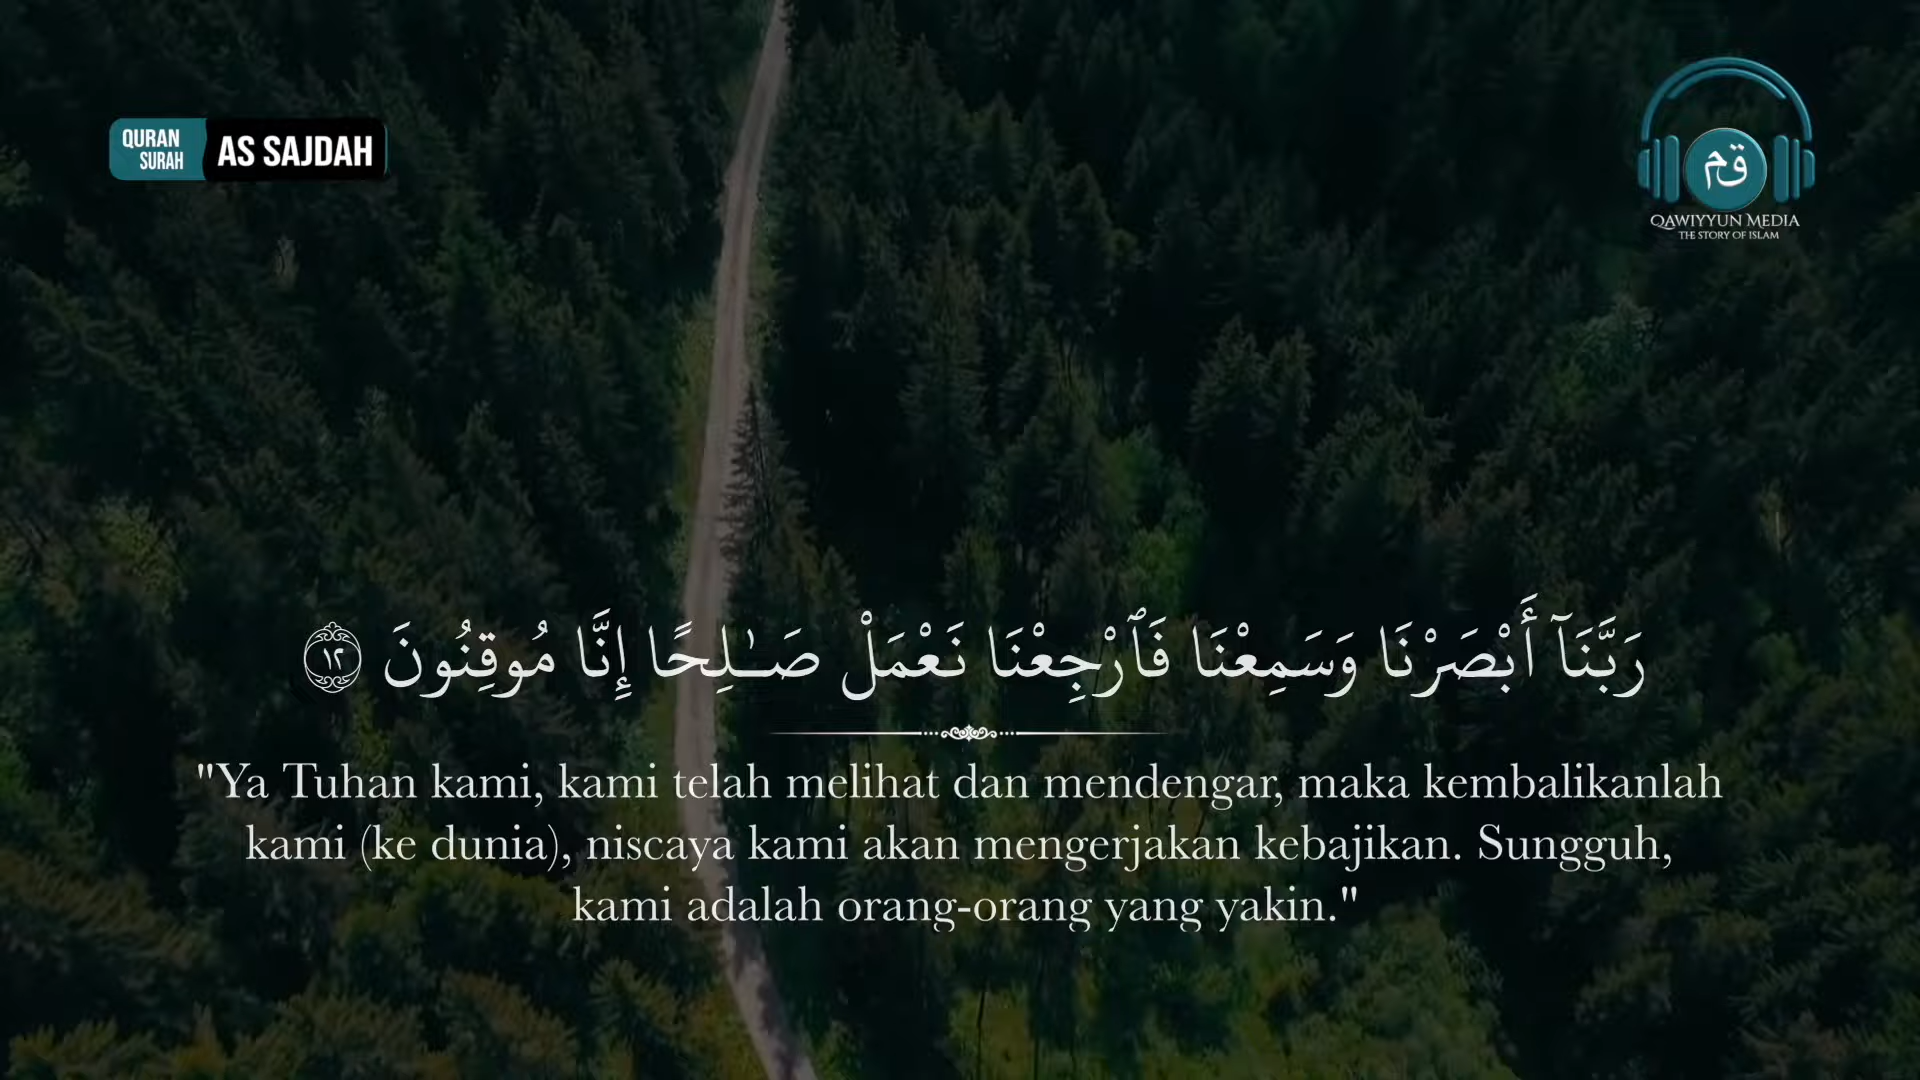 QURAN
SURAH
AS SAJDAH
قم
QAWIYYUN MEDIA
THE STORY OF ISLAM
رَبَّنَآ أَبْصَرْنَا وَسَمِعْنَا فَٱرْجِعْنَا نَعْمَلْ صَـٰلِحًا إِنَّا مُوقِنُونَ ١٢
"Ya Tuhan kami, kami telah melihat dan mendengar, maka kembalikanlah
kami (ke dunia), niscaya kami akan mengerjakan kebajikan. Sungguh,
kami adalah orang-orang yang yakin."